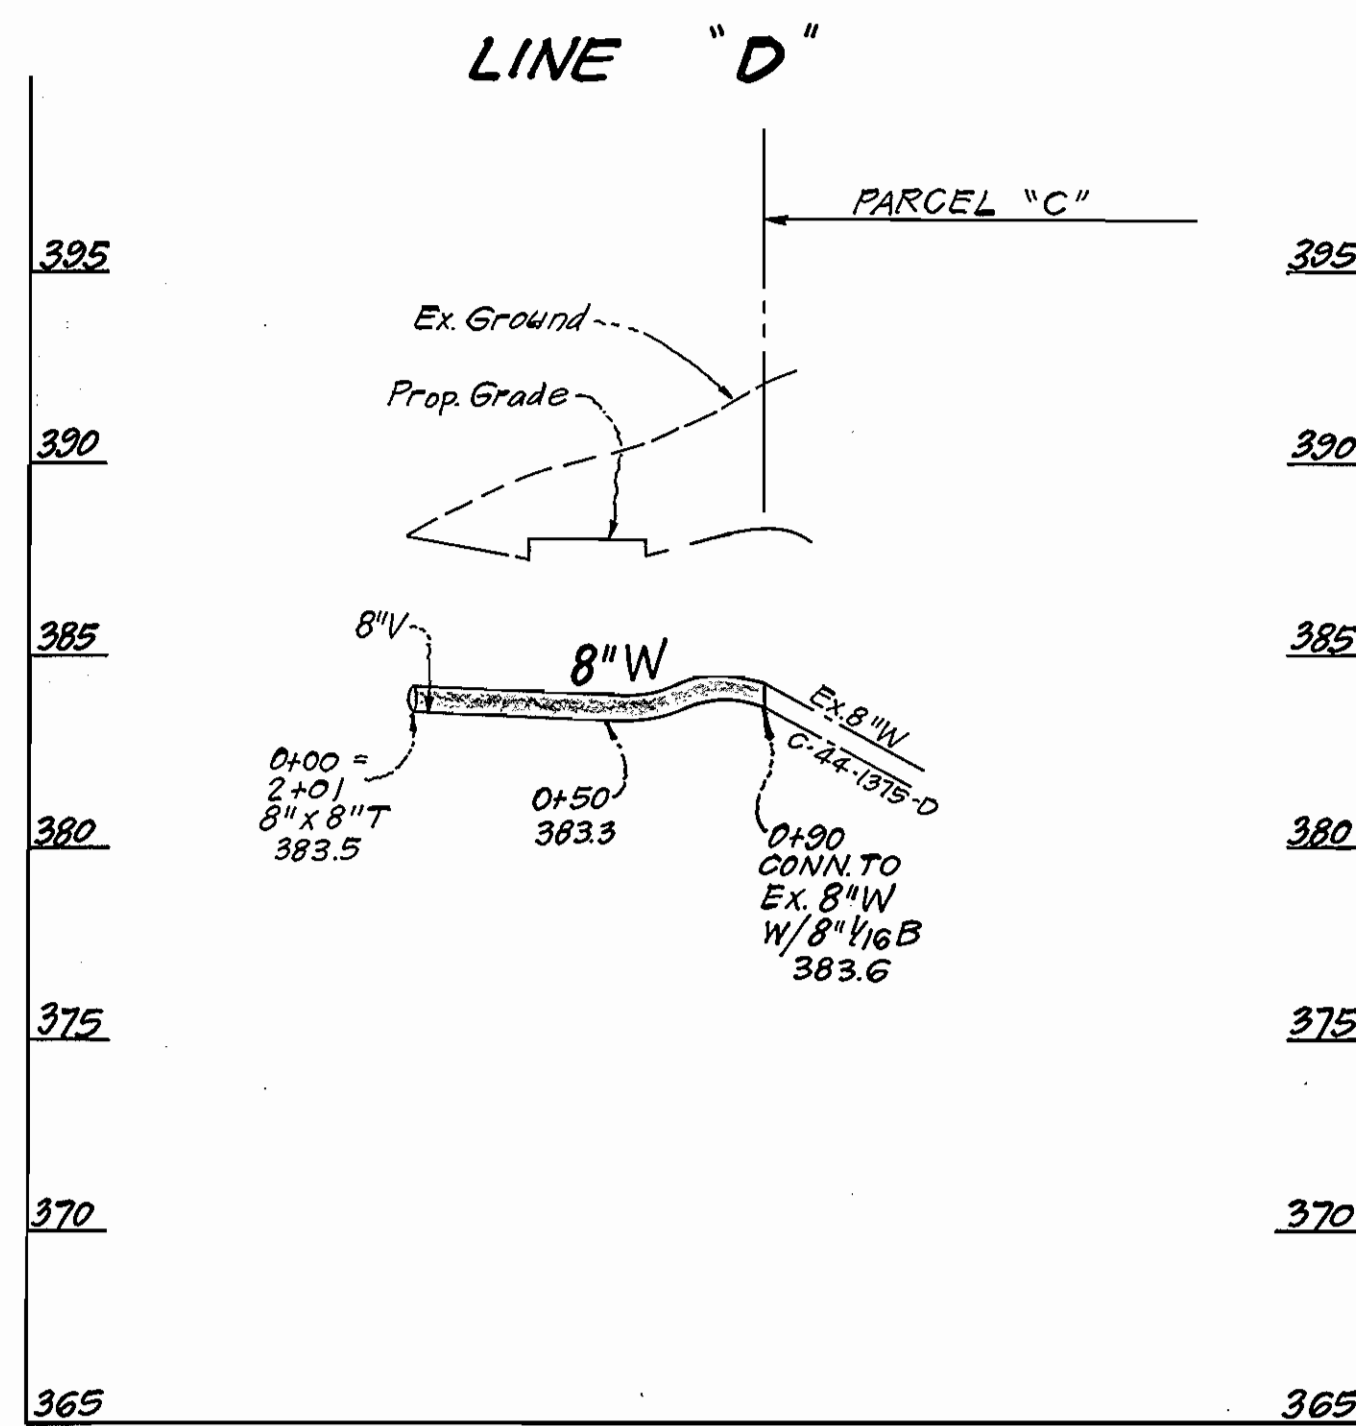 LINE "D"
PARCEL "C"
395
395
Ex. Ground
Prop. Grade
390
390
8"V
385
8"W
385
Ex. 8"W
C-44-1375-D
0+00 =
2+01
8" x 8"T
383.5
0+50
383.3
380
380
0+90
CONN. TO
Ex. 8"W
W/8" 1/16 B
383.6
375
375
370
370
365
365